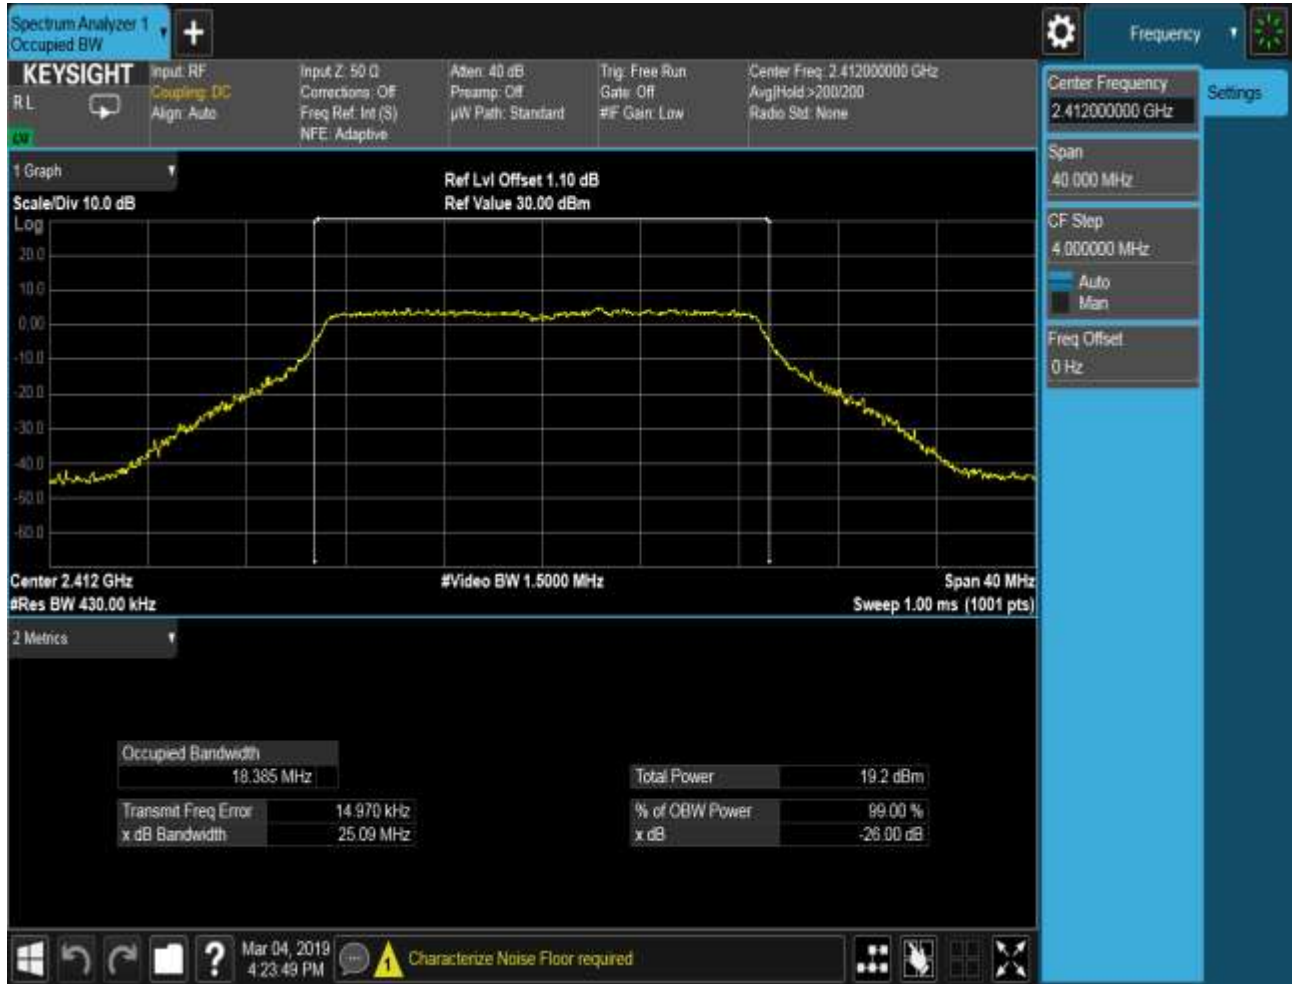 Spectrum Analyzer 1
Occupied BW
Frequency
KEYSIGHT
RL
Input: RF
Coupling: DC
Align: Auto
Input Z: 50 Ω
Corrections: Off
Freq Ref: Int (S)
NFE: Adaptive
Atten: 40 dB
Preamp: Off
µW Path: Standard
Trig: Free Run
Gate: Off
#IF Gain: Low
Center Freq: 2.412000000 GHz
Avg|Hold:>200/200
Radio Std: None
Center Frequency
2.412000000 GHz
Settings
Span
40.000 MHz
CF Step
4.000000 MHz
Auto
Man
Freq Offset
0 Hz
1 Graph
Scale/Div 10.0 dB
Ref Lvl Offset 1.10 dB
Ref Value 30.00 dBm
Log
20.0
10.0
0.00
-10.0
-20.0
-30.0
-40.0
-50.0
-60.0
Center 2.412 GHz
#Res BW 430.00 kHz
#Video BW 1.5000 MHz
Span 40 MHz
Sweep 1.00 ms (1001 pts)
2 Metrics
Occupied Bandwidth
18.385 MHz
Transmit Freq Error 14.970 kHz
x dB Bandwidth 25.09 MHz
Total Power 19.2 dBm
% of OBW Power 99.00 %
x dB -26.00 dB
? Mar 04, 2019
4:23:49 PM
1
Characterize Noise Floor required